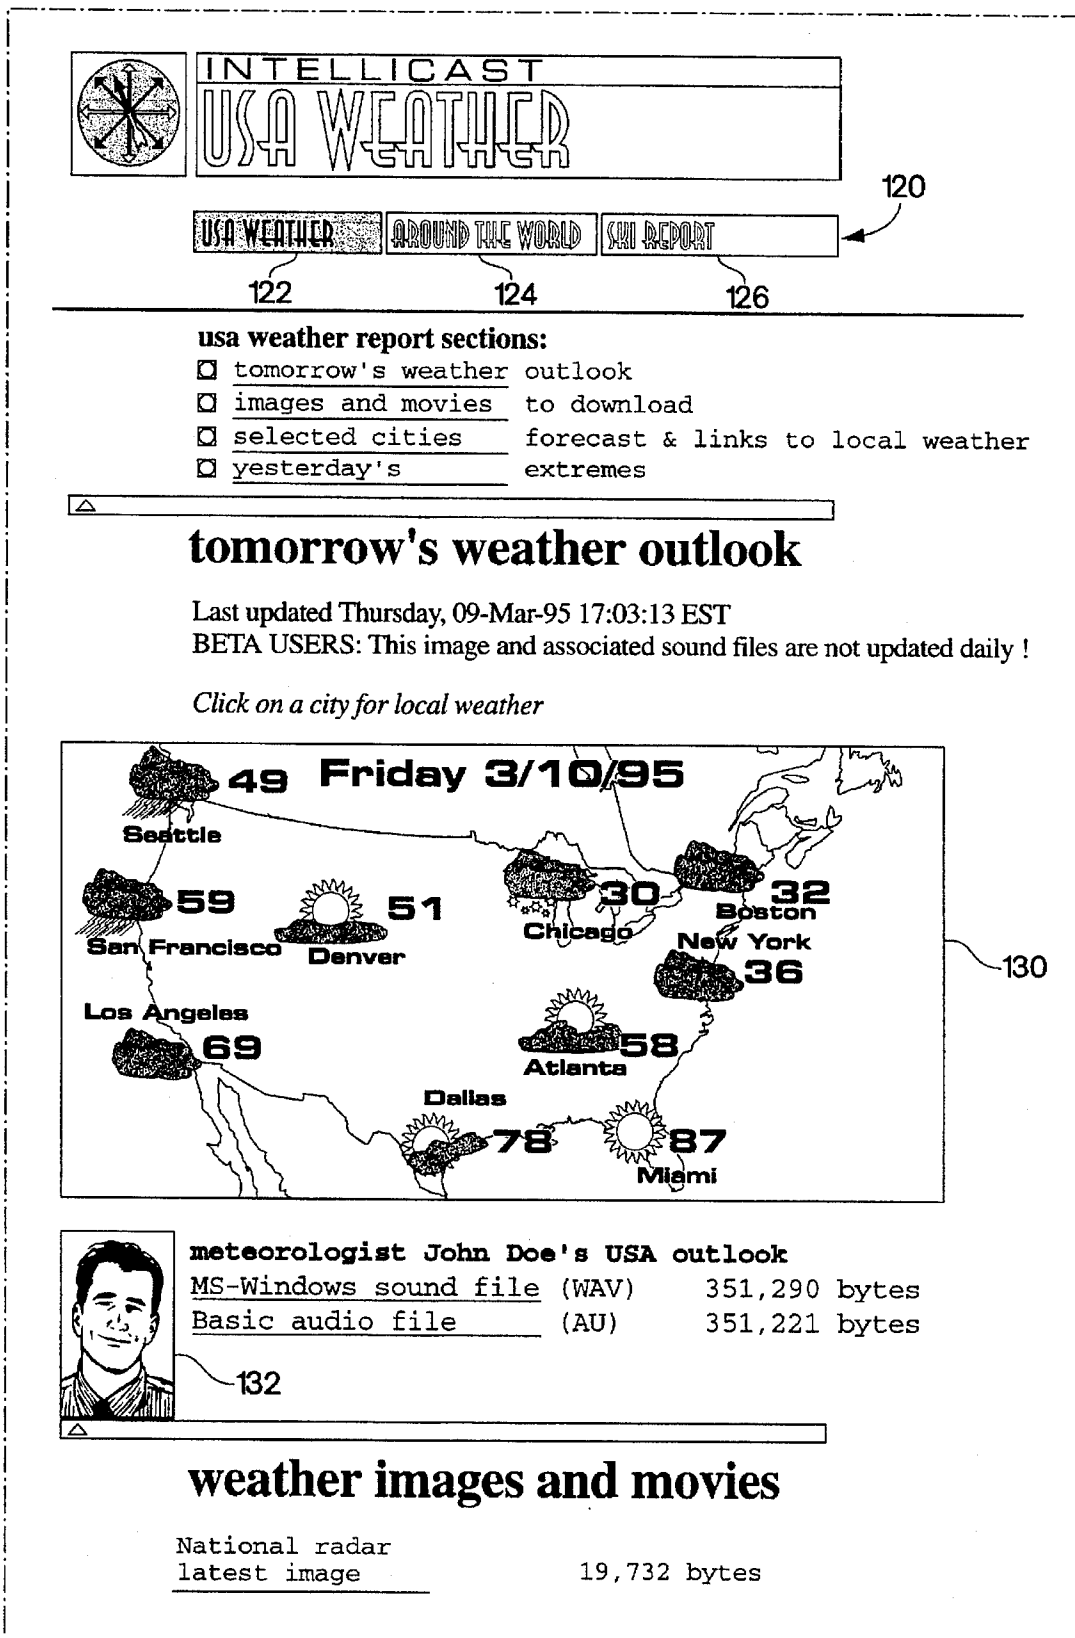 INTELLICAST
USA WEATHER
120
USA WEATHER AROUND THE WORLD SKI REPORT
122 124 126
usa weather report sections:
tomorrow's weather outlook
images and movies to download
selected cities forecast & links to local weather
yesterday's extremes
tomorrow's weather outlook
Last updated Thursday, 09-Mar-95 17:03:13 EST
BETA USERS: This image and associated sound files are not updated daily !
Click on a city for local weather
49 Friday 3/10/95
Seattle
59 51 30 32
Boston
San Francisco Denver Chicago New York
36
130
Los Angeles
69 58
Atlanta
Dallas
78 87
Miami
meteorologist John Doe's USA outlook
MS-Windows sound file (WAV) 351,290 bytes
Basic audio file (AU) 351,221 bytes
132
weather images and movies
National radar
latest image 19,732 bytes